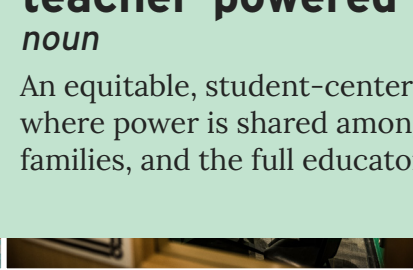 teacher powered
noun
An equitable, student-center
where power is shared amon
families, and the full educato